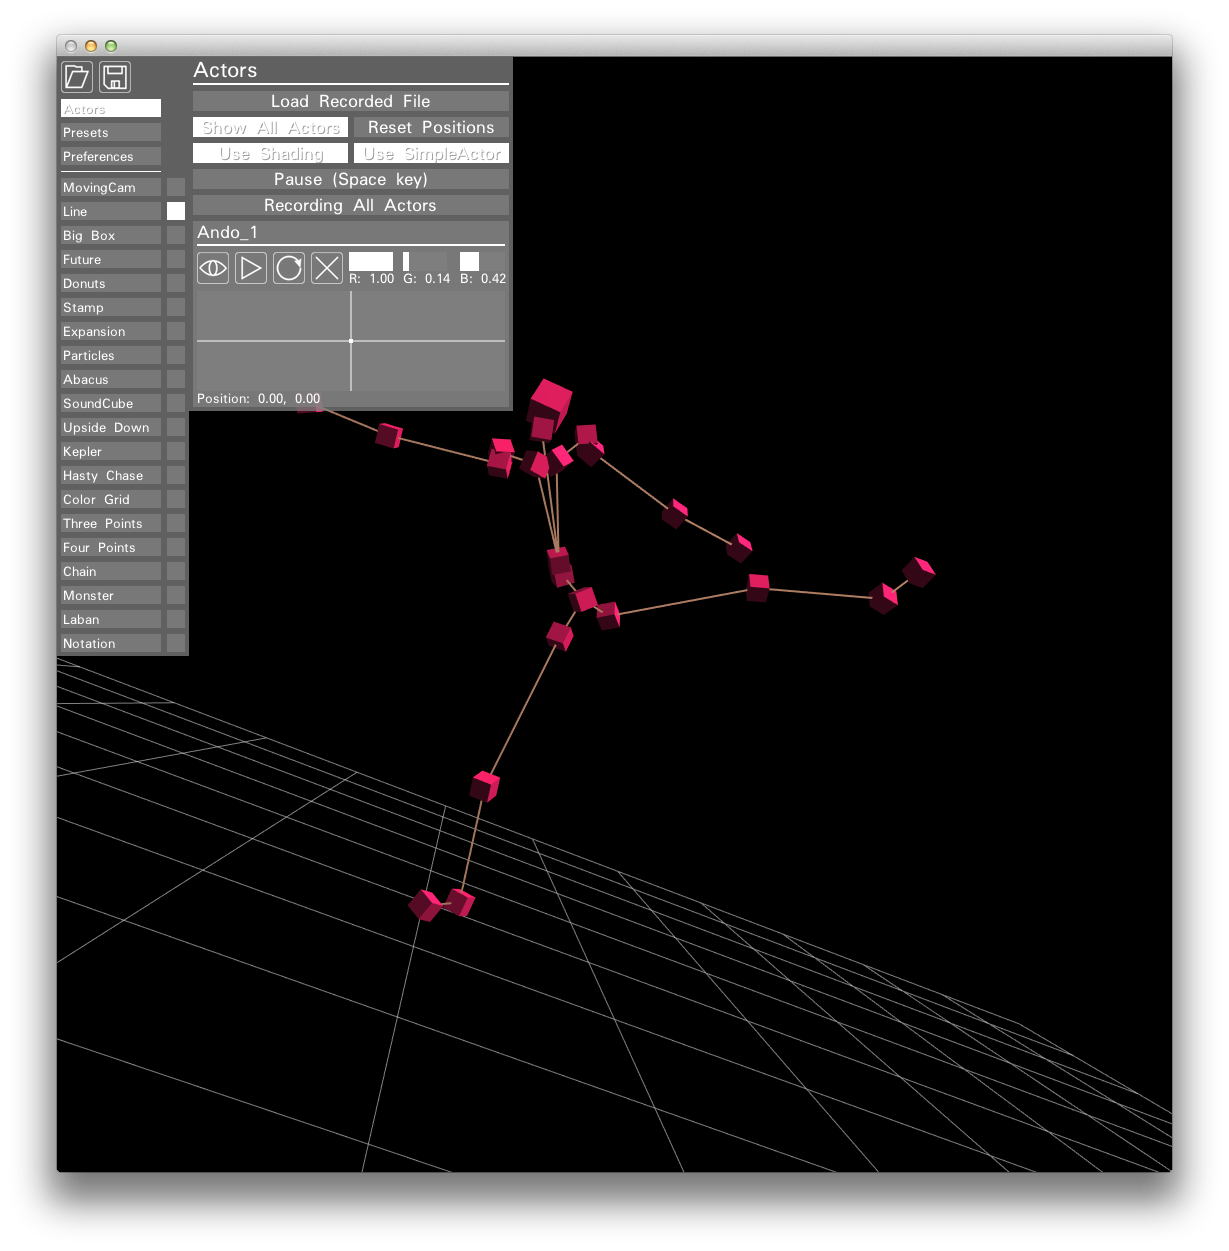 Actors
Presets
Preferences
MovingCam
Line
Big Box
Future
Donuts
Stamp
Expansion
Particles
Abacus
SoundCube
Upside Down
Kepler
Hasty Chase
Color Grid
Three Points
Four Points
Chain
Monster
Laban
Notation
Actors
Load Recorded File
Show All Actors Reset Positions
Use Shading Use SimpleActor
Pause (Space key)
Recording All Actors
Ando_1
R: 1.00 G: 0.14 B: 0.42
Position: 0.00, 0.00